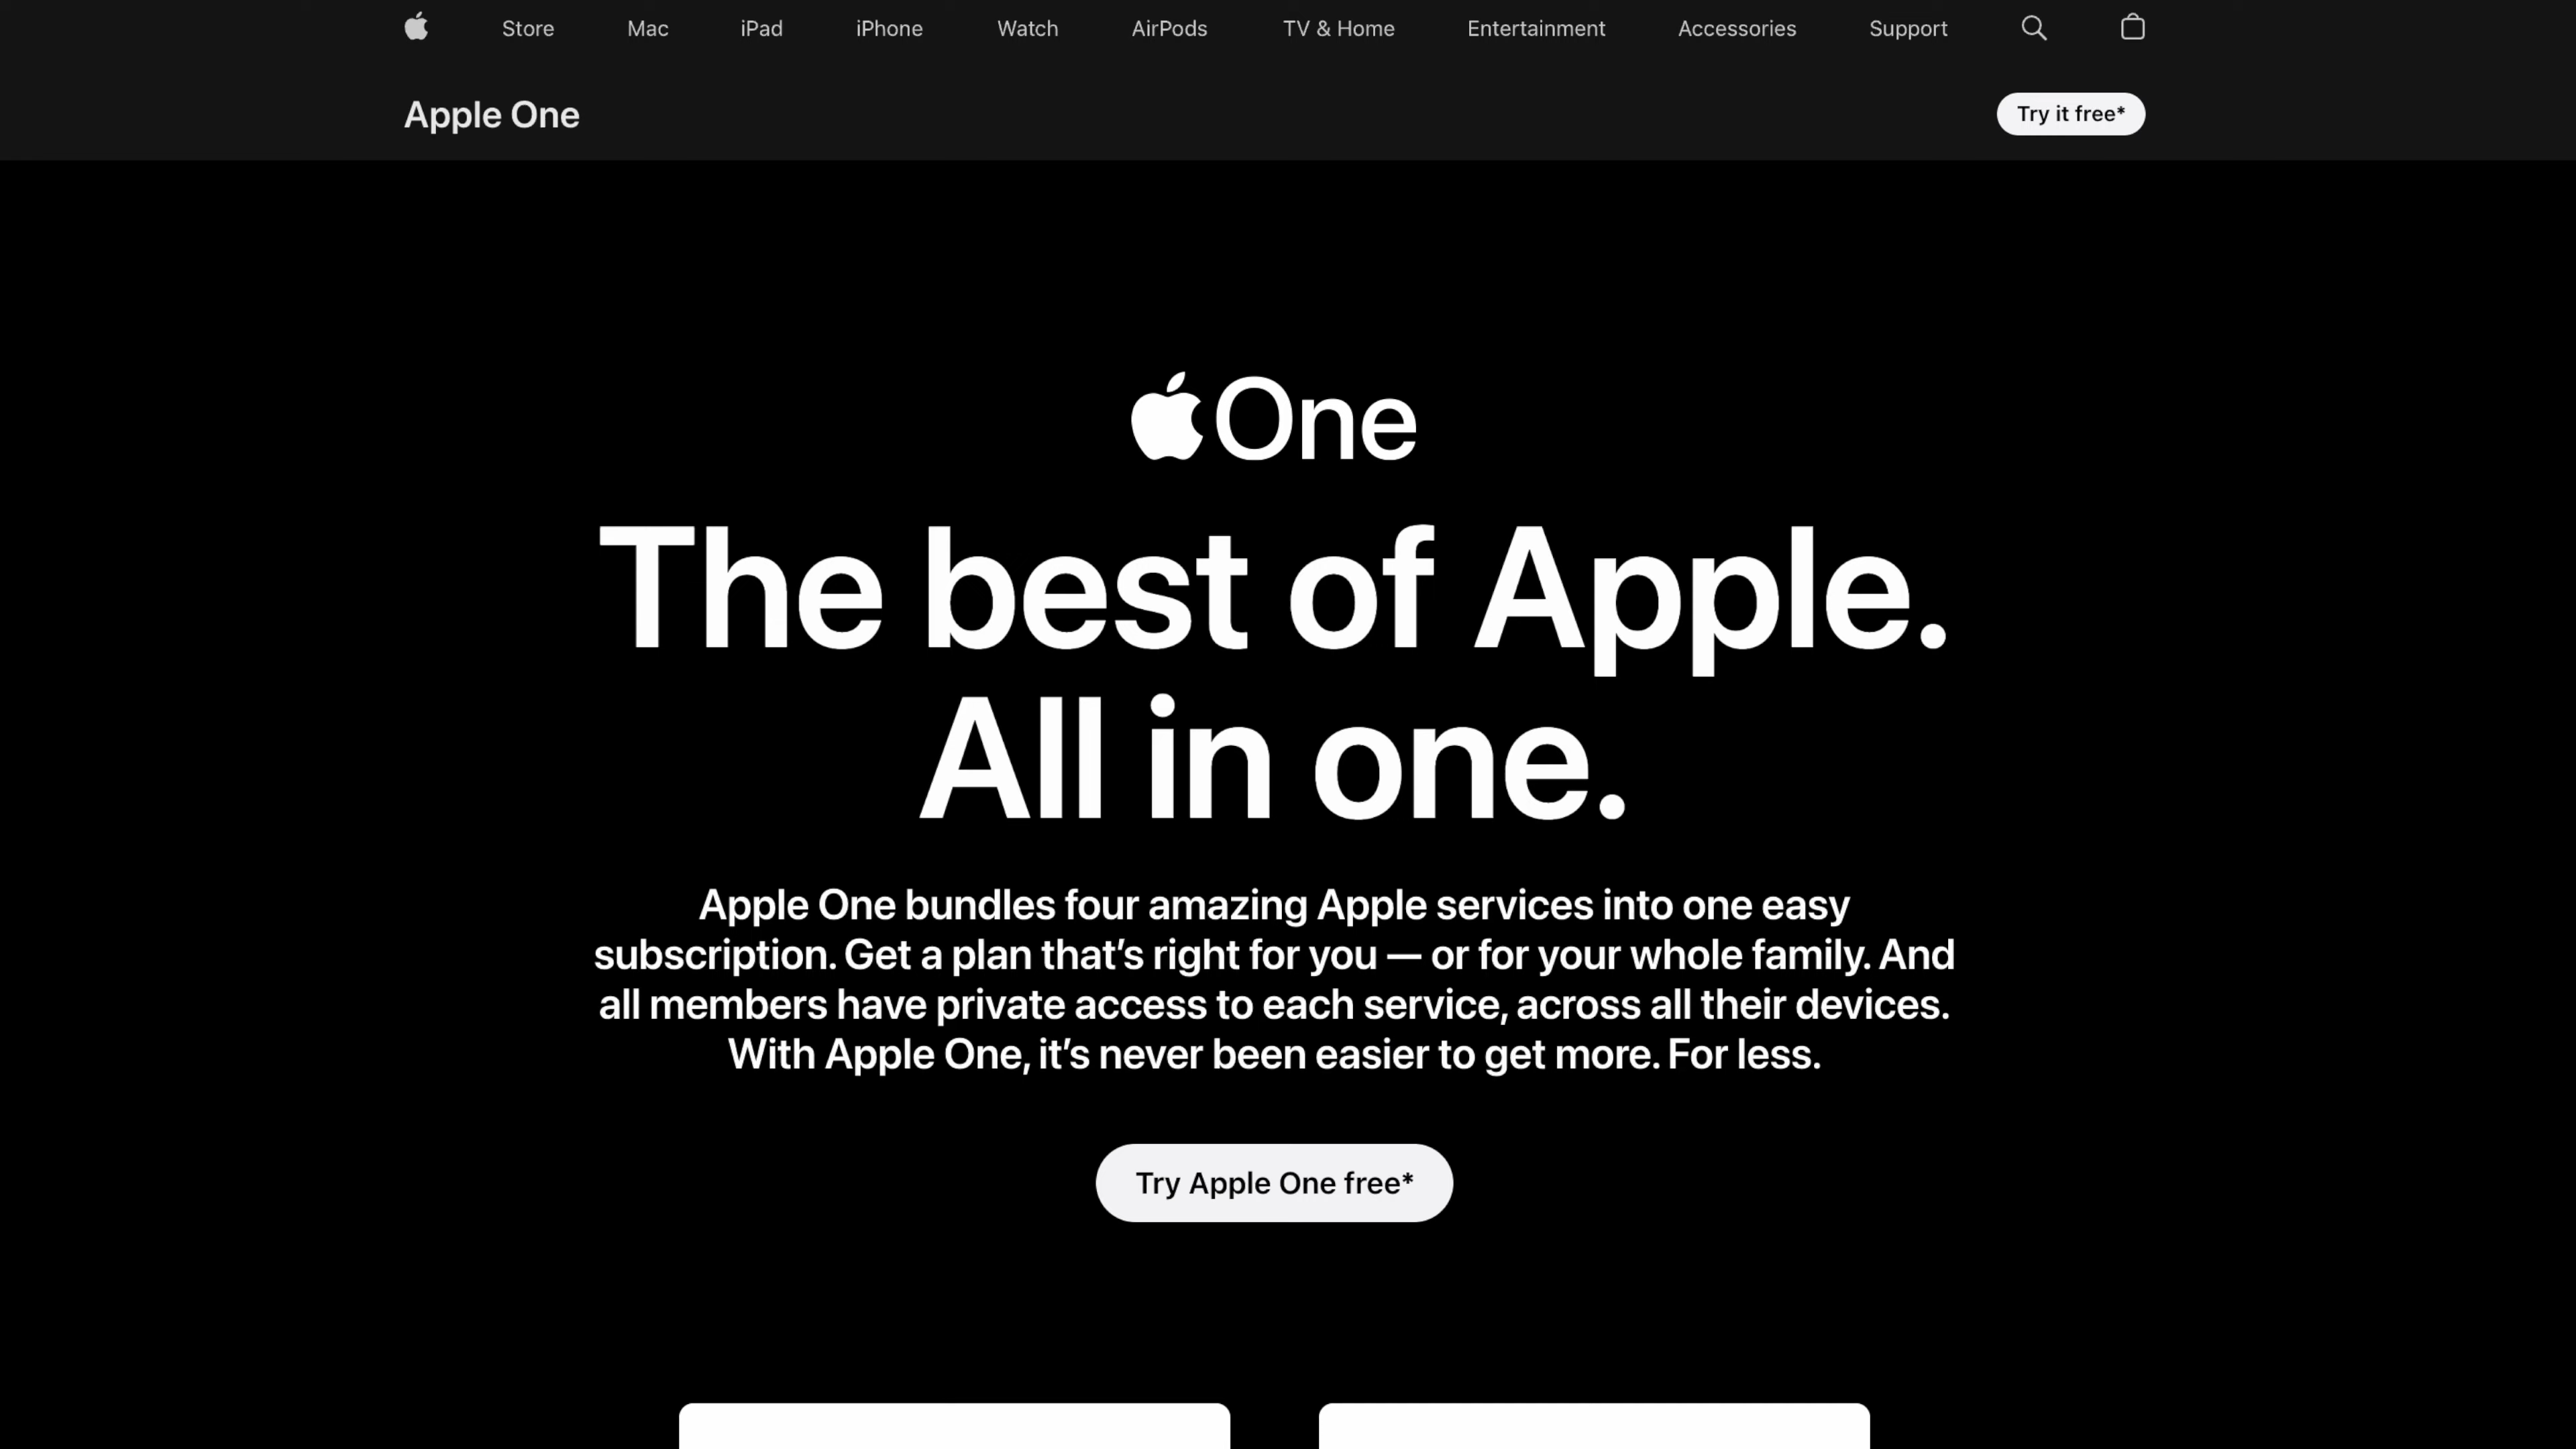 Store Mac iPad iPhone Watch AirPods TV & Home Entertainment Accessories Support
Apple One Try it free*
One
The best of Apple.
All in one.
Apple One bundles four amazing Apple services into one easy
subscription. Get a plan that’s right for you — or for your whole family. And
all members have private access to each service, across all their devices.
With Apple One, it’s never been easier to get more. For less.
Try Apple One free*